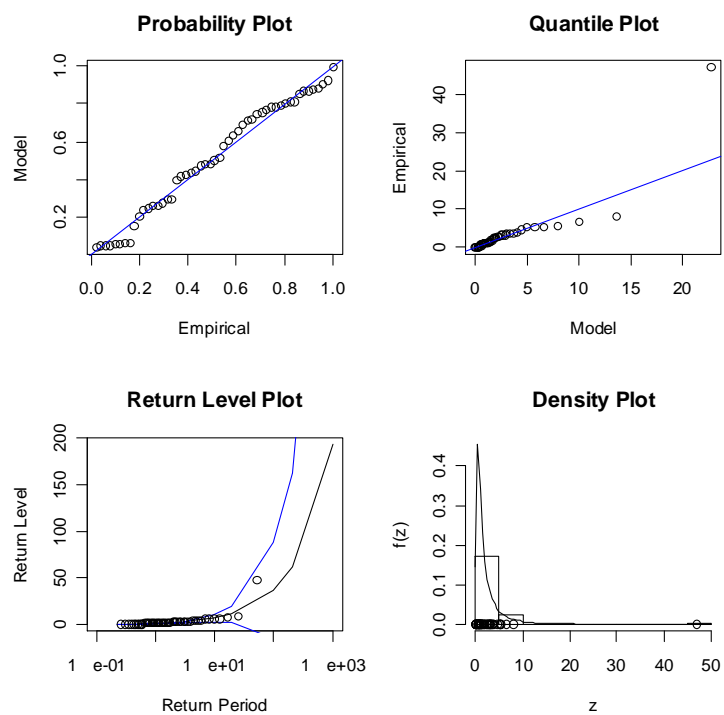 Probability Plot
Model
0.2 0.6 1.0
0.0 0.2 0.4 0.6 0.8 1.0
Empirical
Quantile Plot
Empirical
0 10 20 30 40
0 5 10 15 20
Model
Return Level Plot
Return Level
0 50 100 150 200
1 e-01 1 e+01 1 e+03
Return Period
Density Plot
f(z)
0.0 0.1 0.2 0.3 0.4
0 10 20 30 40 50
z